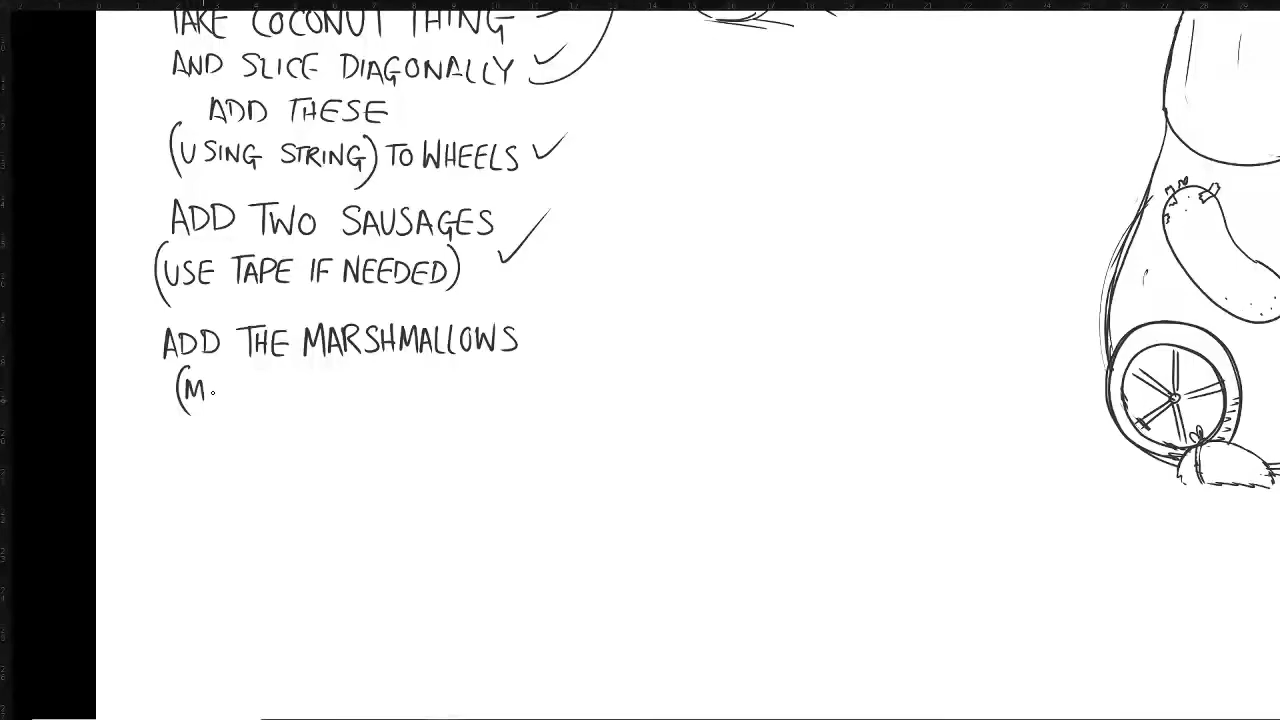 TAKE COCONUT THING
AND SLICE DIAGONALLY
ADD THESE
(USING STRING) TO WHEELS
ADD TWO SAUSAGES
(USE TAPE IF NEEDED)
ADD THE MARSHMALLOWS
(M